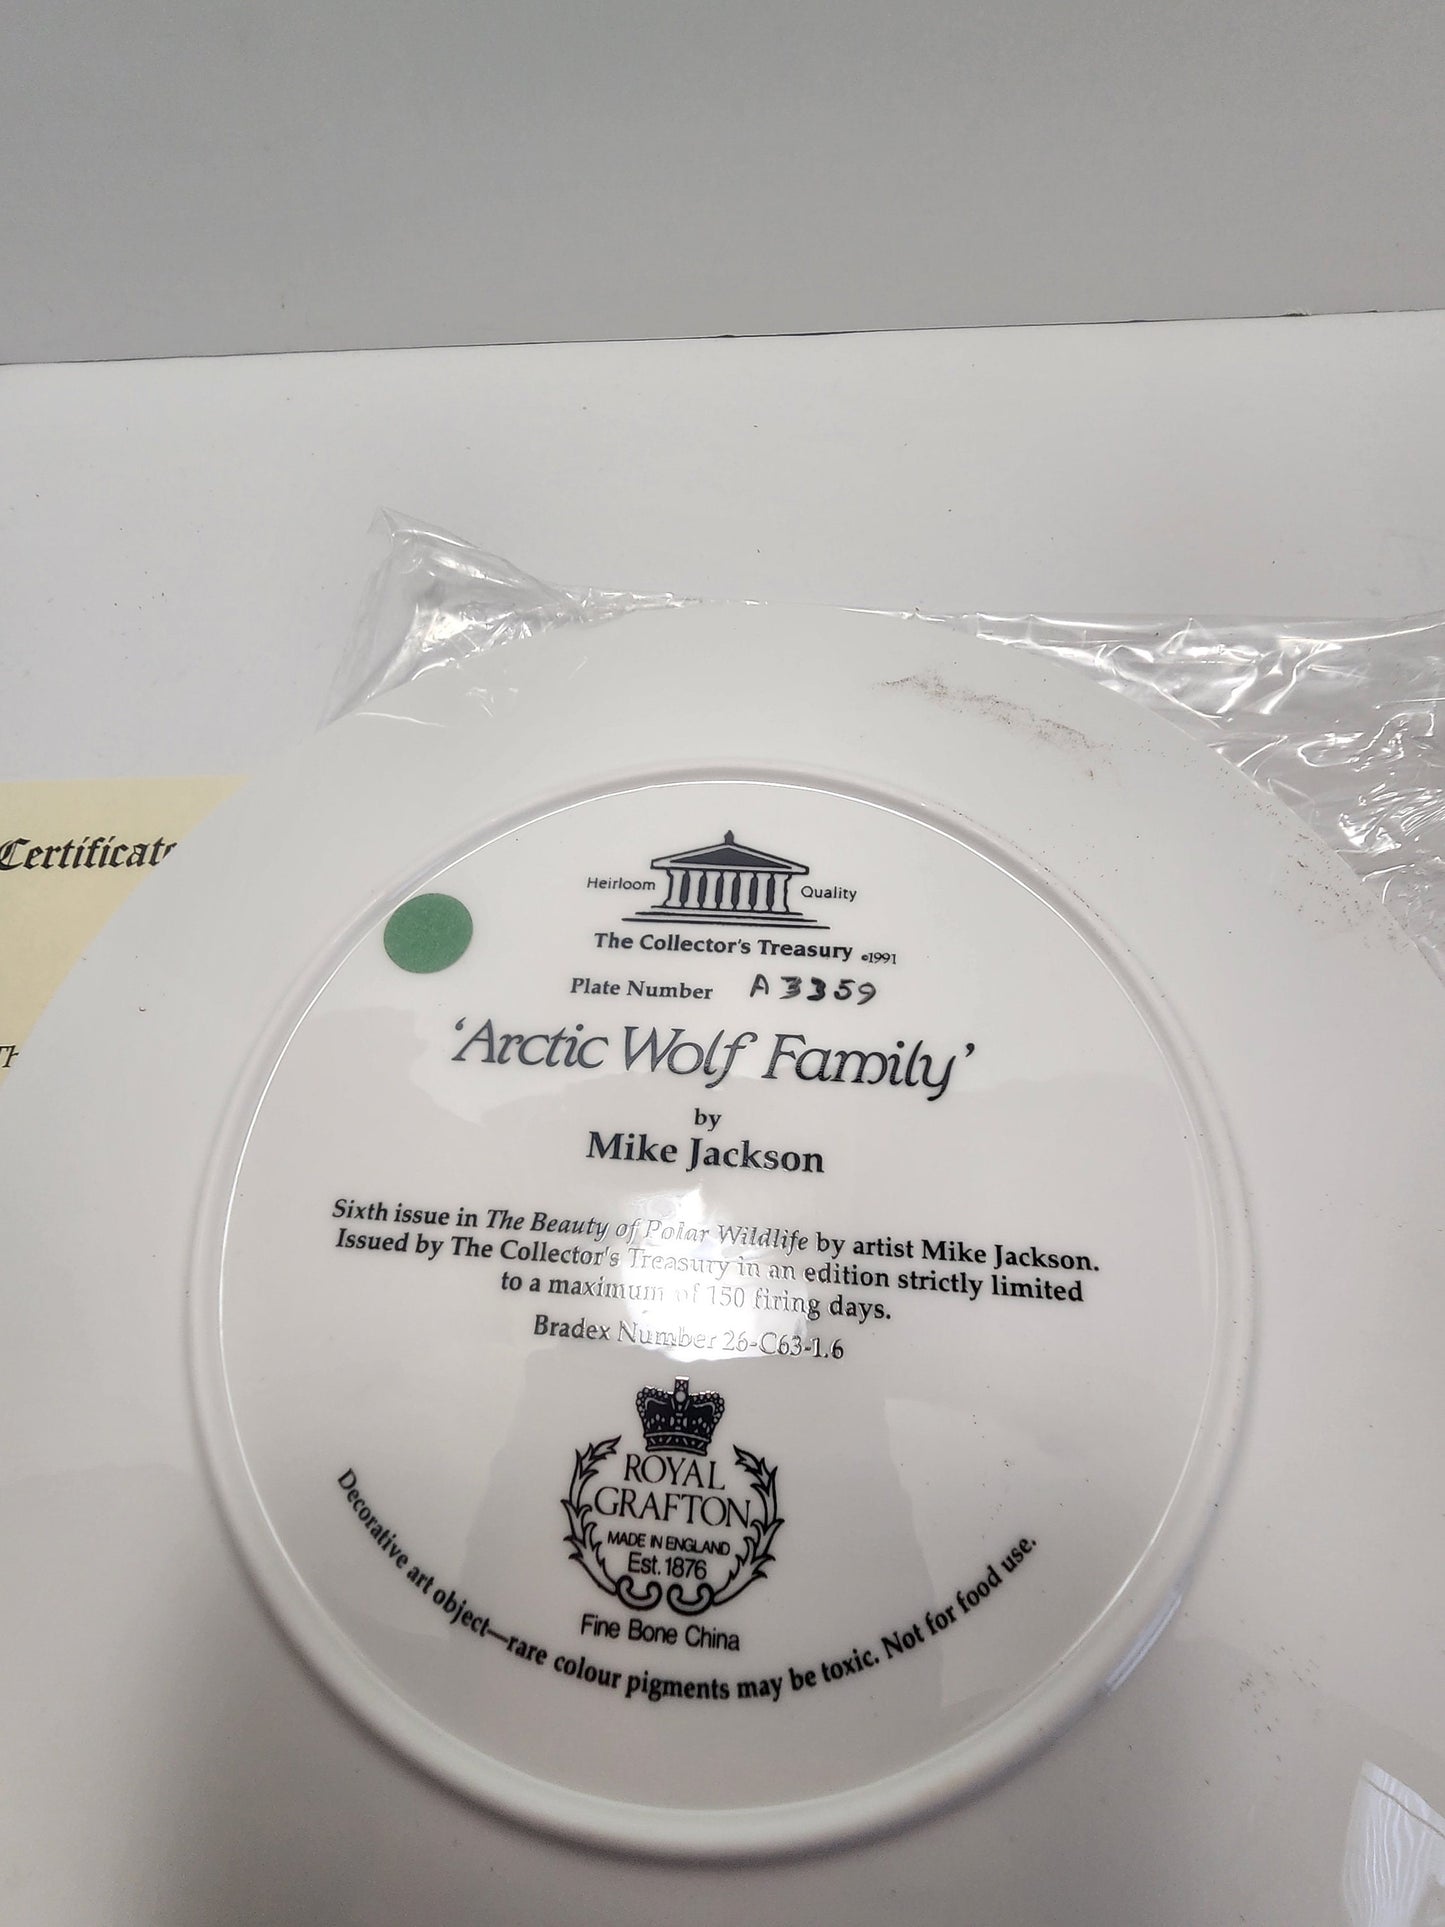 Certificate
Th
Heirloom Quality
The Collector's Treasury ©1991
Plate Number A3359
'Arctic Wolf Family'
by
Mike Jackson
Sixth issue in The Beauty of Polar Wildlife by artist Mike Jackson.
Issued by The Collector's Treasury in an edition strictly limited
to a maximum of 150 firing days.
Bradex Number 26-C63-1.6
ROYAL
GRAFTON
MADE IN ENGLAND
Est. 1876
Fine Bone China
Decorative art object—rare colour pigments may be toxic. Not for food use.